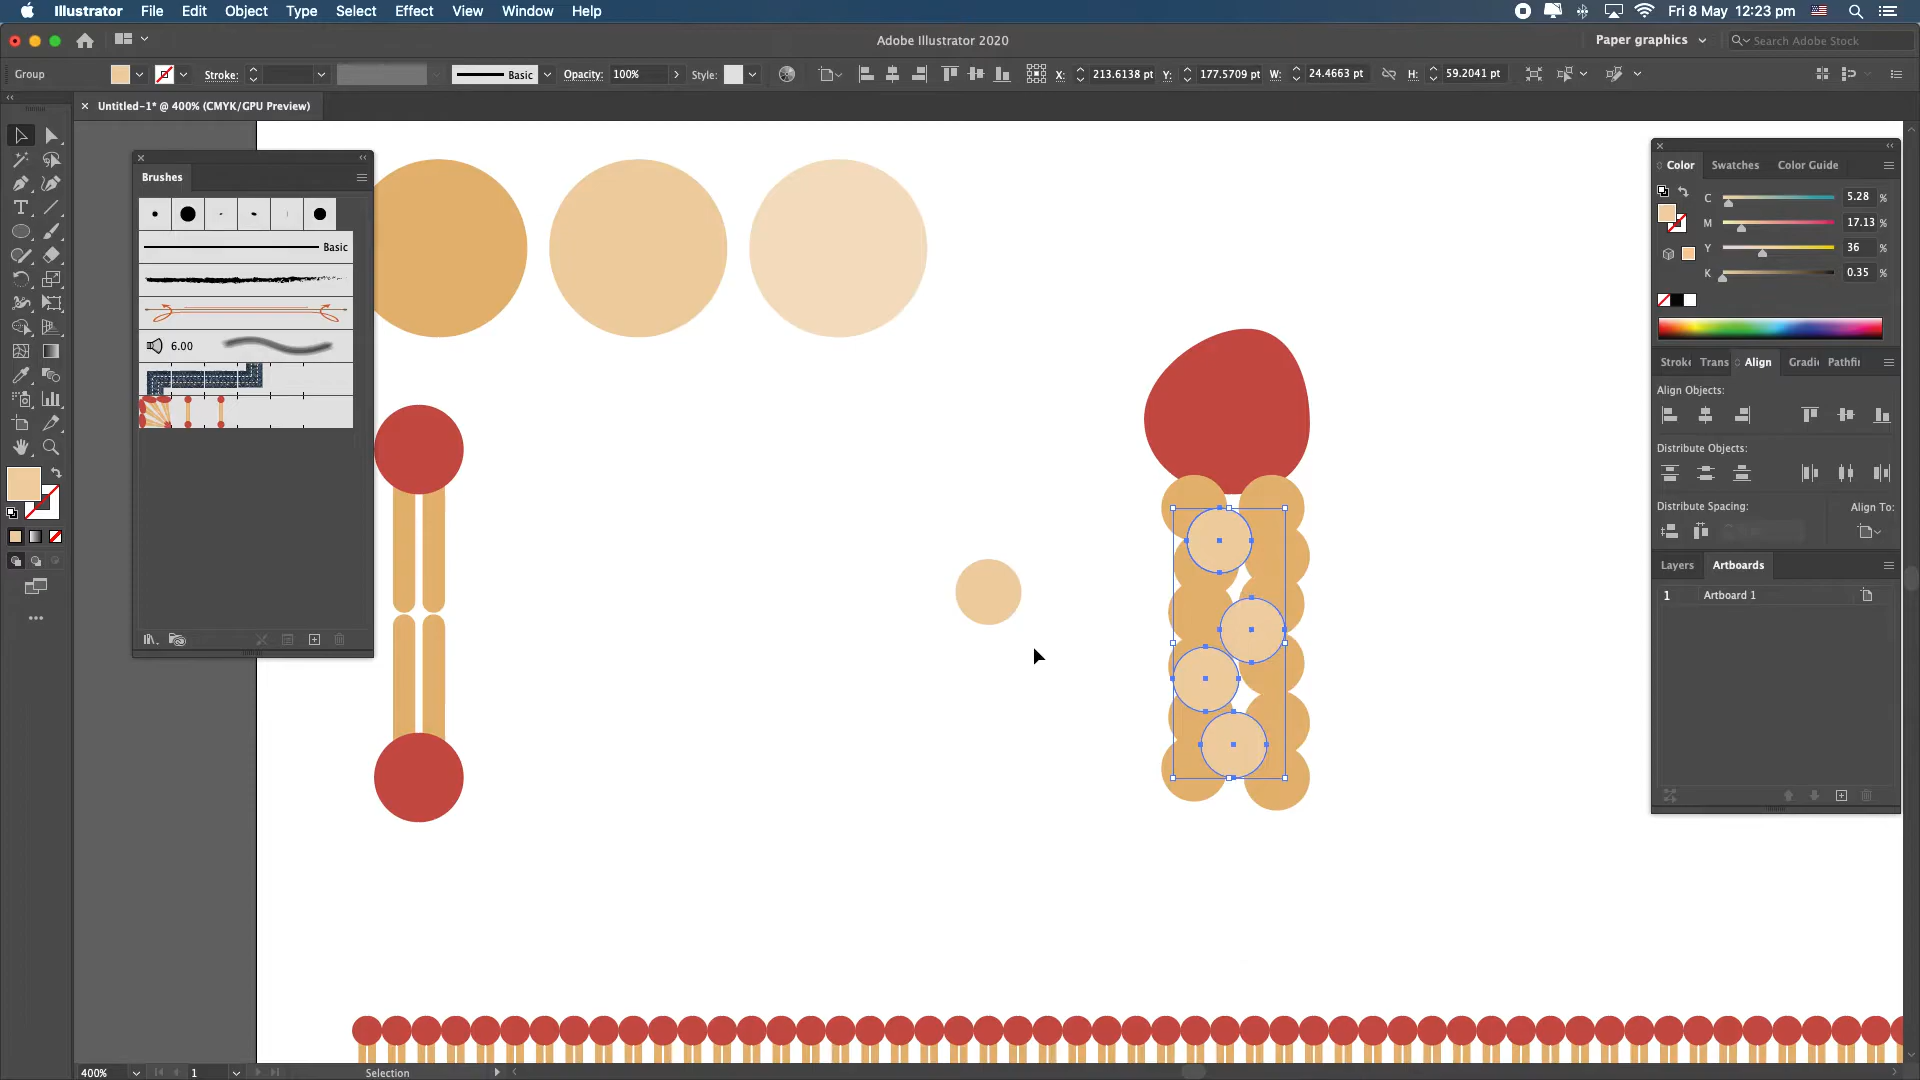 Illustrator File Edit Object Type Select Effect View Window Help Fri 8 May 12:23 pm
Adobe Illustrator 2020 Paper graphics Search Adobe Stock
Group Stroke: Basic Opacity: 100% Style: X: 213.6138 pt Y: 177.5709 pt W: 24.4663 pt H: 59.2041 pt
Untitled-1* @ 400% (CMYK/GPU Preview)
Brushes
Basic
6.00
Color Swatches Color Guide
C 5.28 %
M 17.13 %
Y 36 %
K 0.35 %
Stroke Trans Align Gradi Pathfin
Align Objects:
Distribute Objects:
Distribute Spacing: Align To:
Layers Artboards
1 Artboard 1
400% 1 Selection